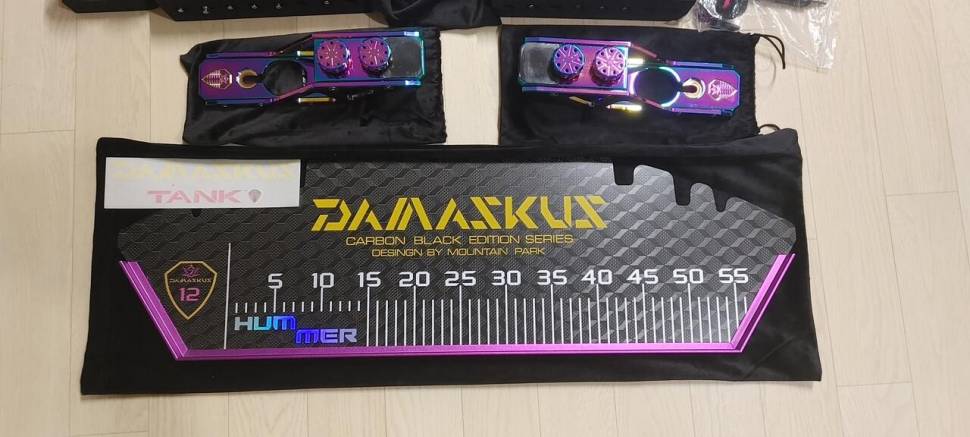 DAMASKUS
TANK
DAMASKUS
CARBON BLACK EDITION SERIES
DESINGN BY MOUNTAIN PARK
5 10 15 20 25 30 35 40 45 50 55
DAMASKUS
12
HUMMER